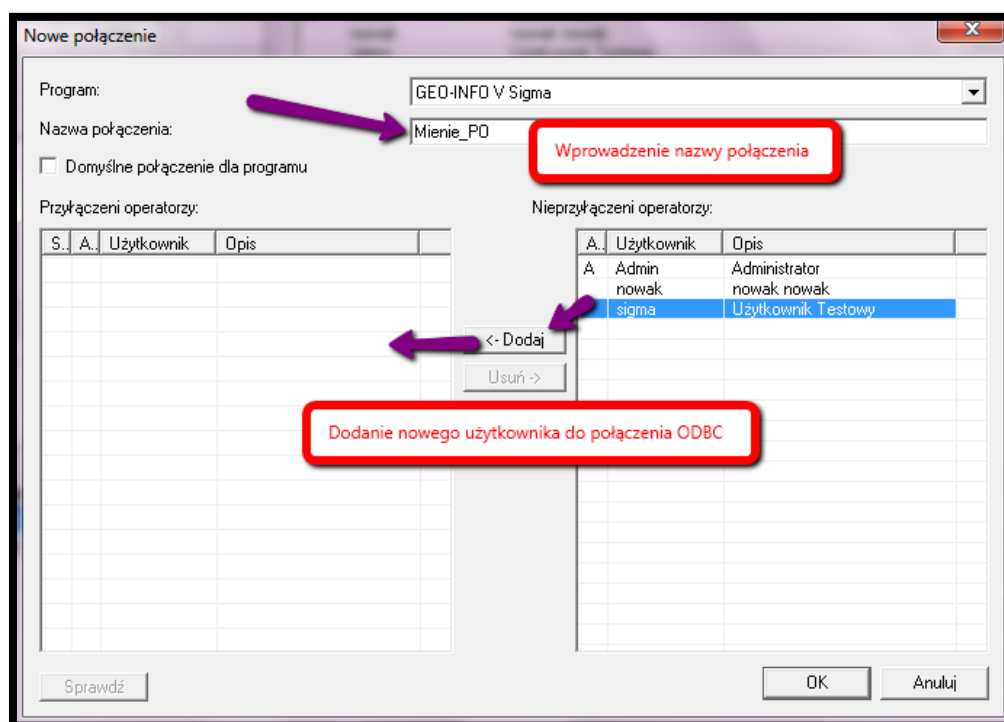 Nowe połączenie
Program:
GEO-INFO V Sigma
Nazwa połączenia:
Mienie_PO
Wprowadzenie nazwy połączenia
Domyślne połączenie dla programu
Przyłączeni operatorzy:
Nieprzyłączeni operatorzy:
S.. A.. Użytkownik Opis
A.. Użytkownik Opis
A Admin Administrator
nowak nowak nowak
sigma Użytkownik Testowy
<- Dodaj
Usuń ->
Dodanie nowego użytkownika do połączenia ODBC
Sprawdź
OK
Anuluj